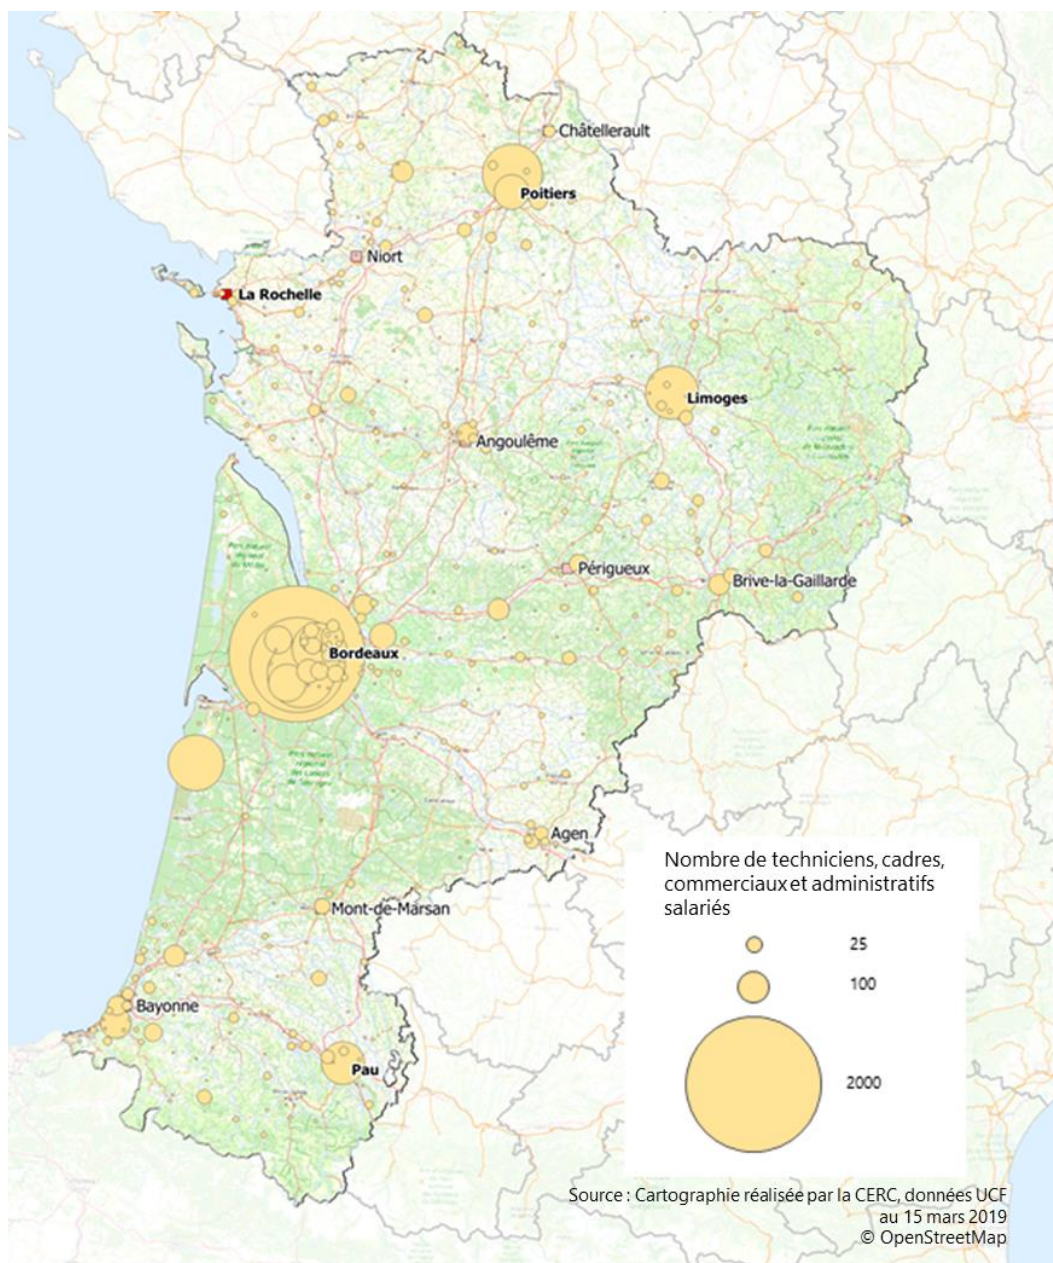 Châtellerault
Poitiers
Niort
La Rochelle
Limoges
Angoulême
Périgueux
Brive-la-Gaillarde
Bordeaux
Agen
Mont-de-Marsan
Bayonne
Pau
Nombre de techniciens, cadres,
commerciaux et administratifs
salariés
25
100
2000
Source : Cartographie réalisée par la CERC, données UCF
au 15 mars 2019
© OpenStreetMap